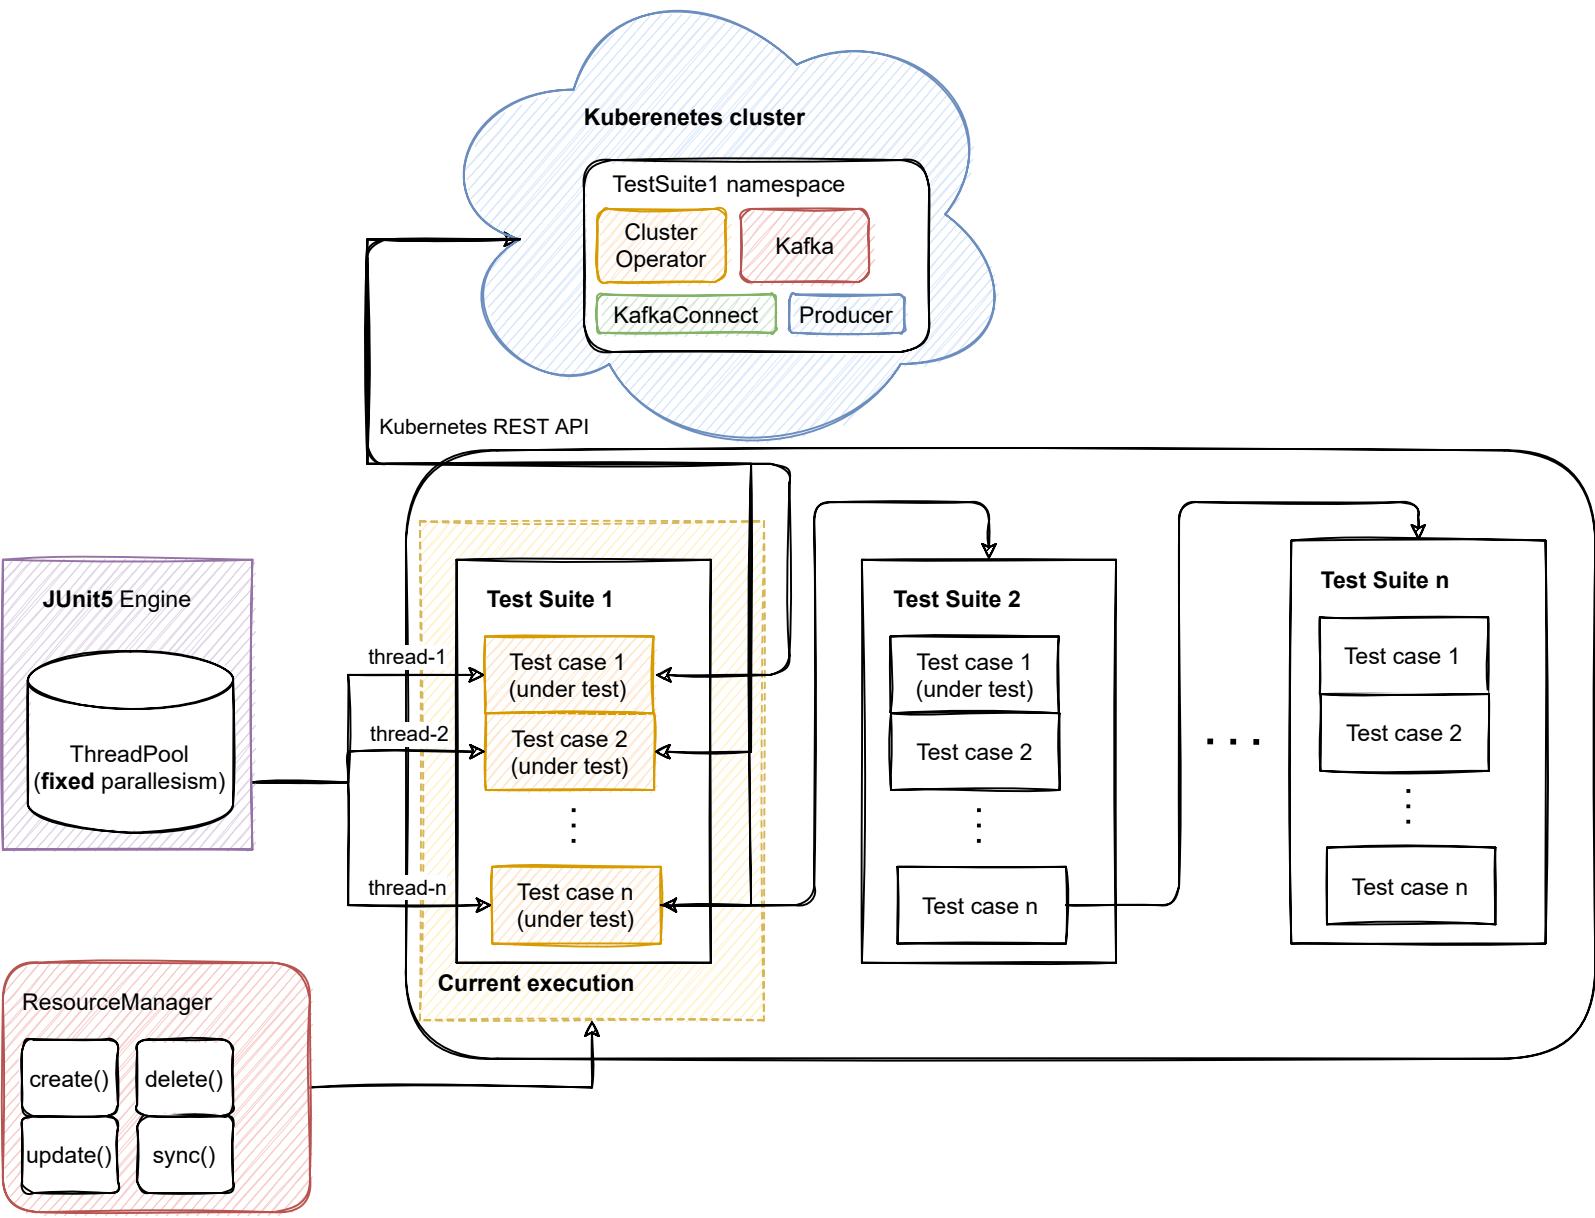 Kuberenetes cluster
TestSuite1 namespace
Cluster
Operator
Kafka
KafkaConnect
Producer
Kubernetes REST API
JUnit5 Engine
ThreadPool
(fixed parallesism)
thread-1
thread-2
thread-n
Test Suite 1
Test case 1
(under test)
Test case 2
(under test)
Test case n
(under test)
Current execution
Test Suite 2
Test case 1
(under test)
Test case 2
Test case n
. . .
Test Suite n
Test case 1
Test case 2
Test case n
ResourceManager
create()
delete()
update()
sync()